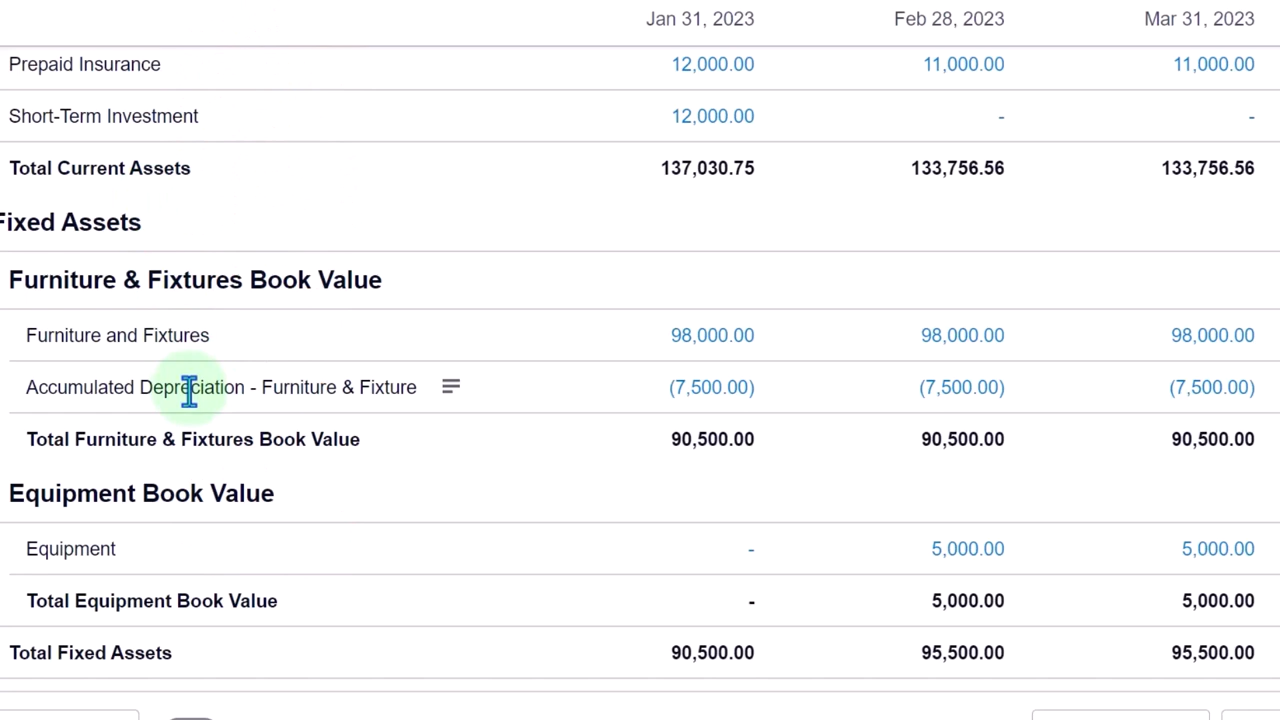 Jan 31, 2023 Feb 28, 2023 Mar 31, 2023
Prepaid Insurance 12,000.00 11,000.00 11,000.00
Short-Term Investment 12,000.00 - -
Total Current Assets 137,030.75 133,756.56 133,756.56
Fixed Assets
Furniture & Fixtures Book Value
Furniture and Fixtures 98,000.00 98,000.00 98,000.00
Accumulated Depreciation - Furniture & Fixture (7,500.00) (7,500.00) (7,500.00)
Total Furniture & Fixtures Book Value 90,500.00 90,500.00 90,500.00
Equipment Book Value
Equipment - 5,000.00 5,000.00
Total Equipment Book Value - 5,000.00 5,000.00
Total Fixed Assets 90,500.00 95,500.00 95,500.00